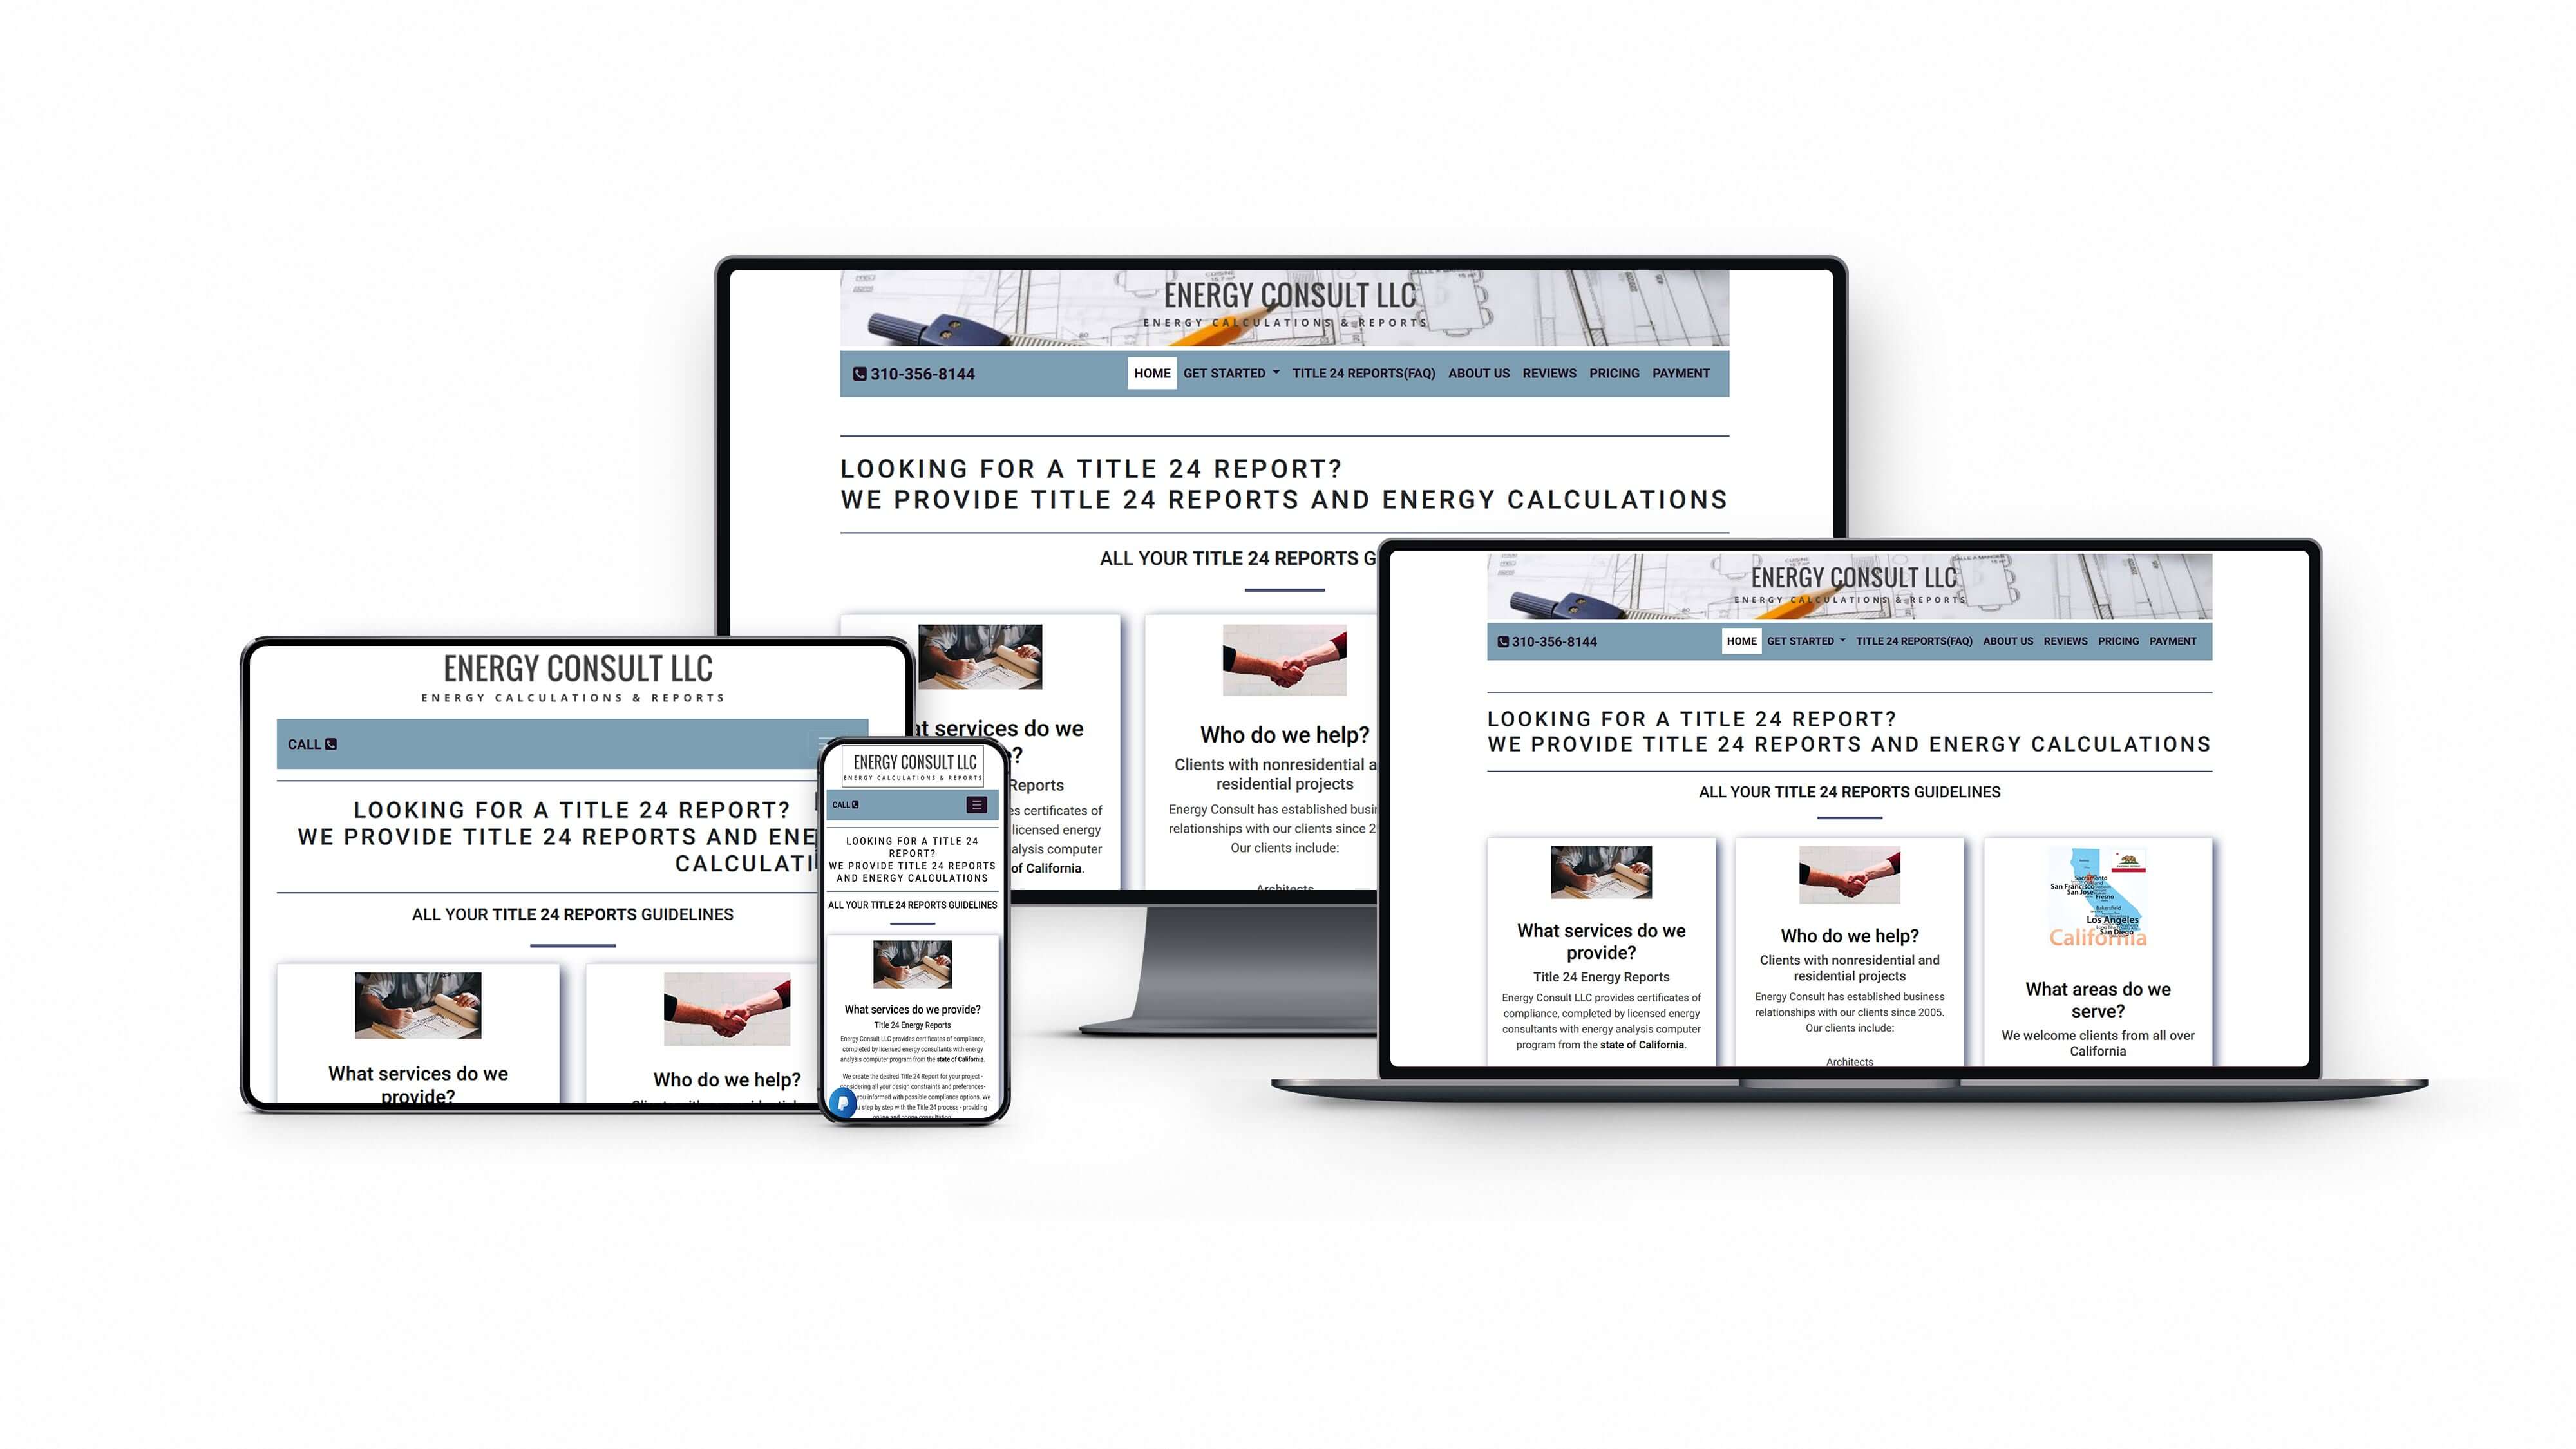 ENERGY CONSULT LLC
ENERGY CALCULATIONS & REPORTS
310-356-8144
HOME GET STARTED TITLE 24 REPORTS(FAQ) ABOUT US REVIEWS PRICING PAYMENT
LOOKING FOR A TITLE 24 REPORT?
WE PROVIDE TITLE 24 REPORTS AND ENERGY CALCULATIONS
ALL YOUR TITLE 24 REPORTS G
at services do we
e?
Reports
es certificates of
licensed energy
alysis computer
of California.
Who do we help?
Clients with nonresidential a
residential projects
Energy Consult has established busi
relationships with our clients since 2
Our clients include:
Architects
ENERGY CONSULT LLC
ENERGY CALCULATIONS & REPORTS
CALL
LOOKING FOR A TITLE 24 REPORT?
WE PROVIDE TITLE 24 REPORTS AND ENE
CALCULATI
ALL YOUR TITLE 24 REPORTS GUIDELINES
What services do we
provide?
Who do we help?
ENERGY CONSULT LLC
ENERGY CALCULATIONS & REPORTS
CALL
LOOKING FOR A TITLE 24
REPORT?
WE PROVIDE TITLE 24 REPORTS
AND ENERGY CALCULATIONS
ALL YOUR TITLE 24 REPORTS GUIDELINES
What services do we provide?
Title 24 Energy Reports
Energy Consult LLC provides certificates of compliance,
completed by licensed energy consultants with energy
analysis computer program from the state of California.
We create the desired Title 24 Report for your project -
considering all your design constraints and preferences-
you informed with possible compliance options. We
u step by step with the Title 24 process - providing
online and phone consultation
ENERGY CONSULT LLC
ENERGY CALCULATIONS & REPORTS
310-356-8144
HOME GET STARTED TITLE 24 REPORTS(FAQ) ABOUT US REVIEWS PRICING PAYMENT
LOOKING FOR A TITLE 24 REPORT?
WE PROVIDE TITLE 24 REPORTS AND ENERGY CALCULATIONS
ALL YOUR TITLE 24 REPORTS GUIDELINES
What services do we
provide?
Title 24 Energy Reports
Energy Consult LLC provides certificates of
compliance, completed by licensed energy
consultants with energy analysis computer
program from the state of California.
Who do we help?
Clients with nonresidential and
residential projects
Energy Consult has established business
relationships with our clients since 2005.
Our clients include:
Architects
Sacramento
San Francisco
San Jose
Fresno
Bakersfield
Los Angeles
San Diego
California
What areas do we
serve?
We welcome clients from all over
California